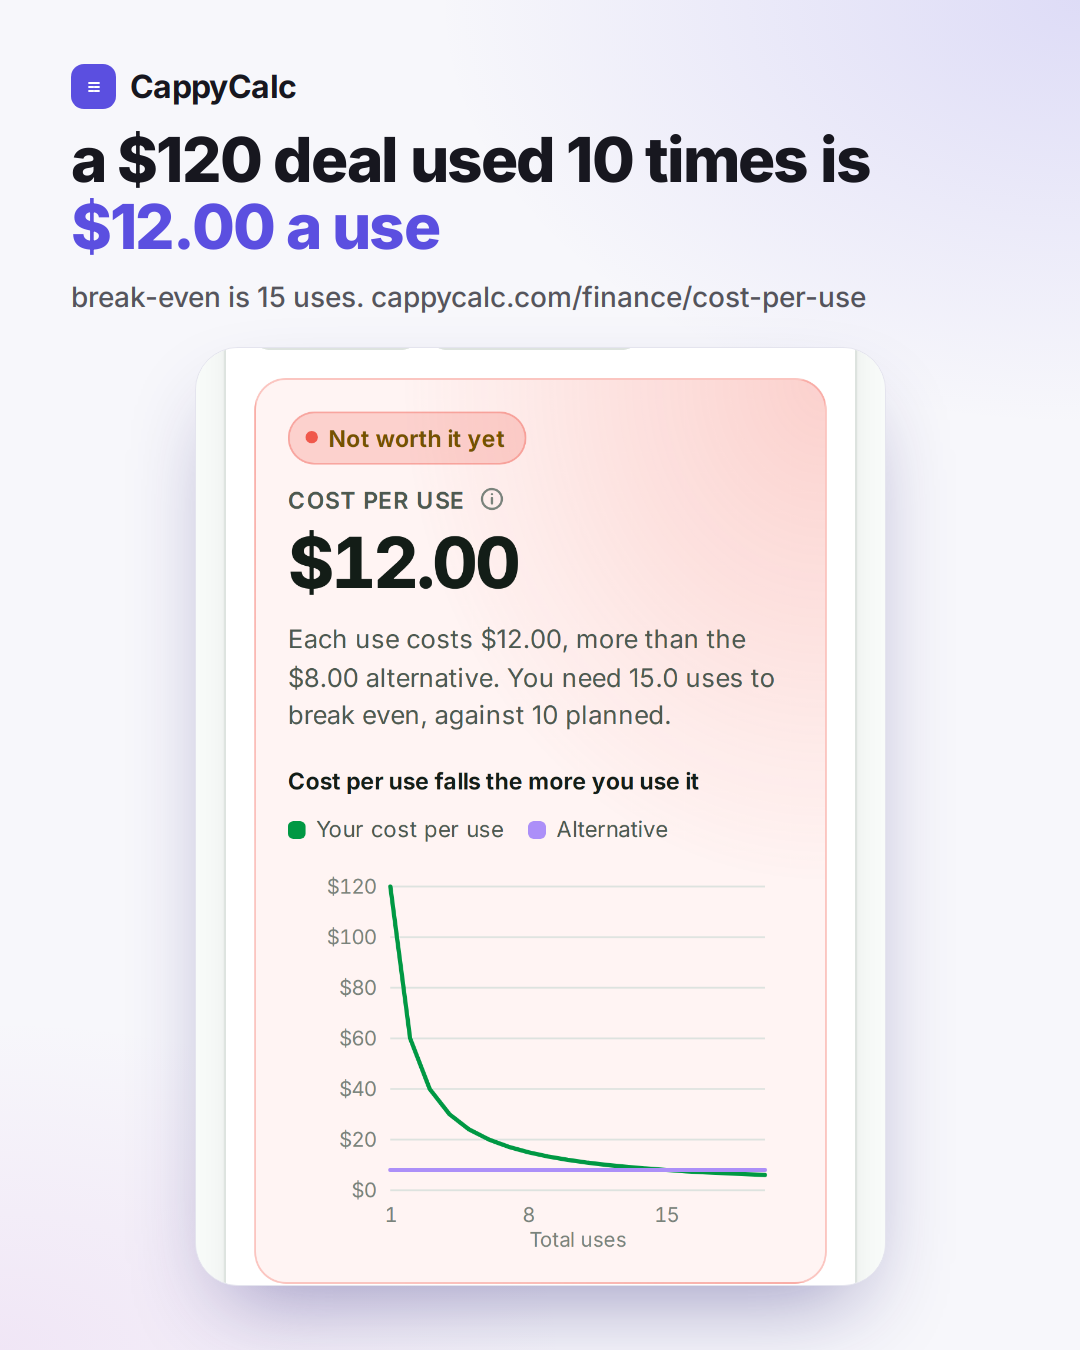 CappyCalc
a $120 deal used 10 times is
$12.00 a use
break-even is 15 uses. cappycalc.com/finance/cost-per-use
Not worth it yet
COST PER USE
$12.00
Each use costs $12.00, more than the
$8.00 alternative. You need 15.0 uses to
break even, against 10 planned.
Cost per use falls the more you use it
Your cost per use Alternative
$120
$100
$80
$60
$40
$20
$0
1 8 15
Total uses